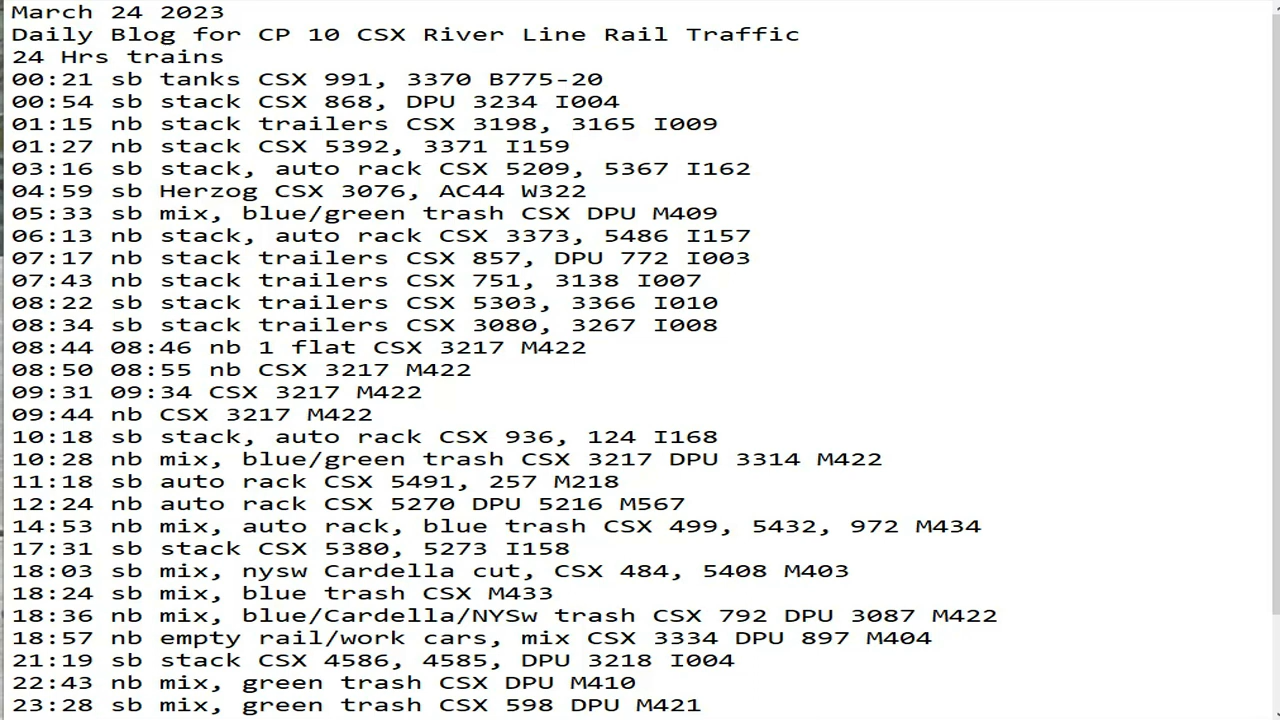 March 24 2023
Daily Blog for CP 10 CSX River Line Rail Traffic
24 Hrs trains
00:21 sb tanks CSX 991, 3370 B775-20
00:54 sb stack CSX 868, DPU 3234 I004
01:15 nb stack trailers CSX 3198, 3165 I009
01:27 nb stack CSX 5392, 3371 I159
03:16 sb stack, auto rack CSX 5209, 5367 I162
04:59 sb Herzog CSX 3076, AC44 W322
05:33 sb mix, blue/green trash CSX DPU M409
06:13 nb stack, auto rack CSX 3373, 5486 I157
07:17 nb stack trailers CSX 857, DPU 772 I003
07:43 nb stack trailers CSX 751, 3138 I007
08:22 sb stack trailers CSX 5303, 3366 I010
08:34 sb stack trailers CSX 3080, 3267 I008
08:44 08:46 nb 1 flat CSX 3217 M422
08:50 08:55 nb CSX 3217 M422
09:31 09:34 CSX 3217 M422
09:44 nb CSX 3217 M422
10:18 sb stack, auto rack CSX 936, 124 I168
10:28 nb mix, blue/green trash CSX 3217 DPU 3314 M422
11:18 sb auto rack CSX 5491, 257 M218
12:24 nb auto rack CSX 5270 DPU 5216 M567
14:53 nb mix, auto rack, blue trash CSX 499, 5432, 972 M434
17:31 sb stack CSX 5380, 5273 I158
18:03 sb mix, nysw Cardella cut, CSX 484, 5408 M403
18:24 sb mix, blue trash CSX M433
18:36 nb mix, blue/Cardella/NYSw trash CSX 792 DPU 3087 M422
18:57 nb empty rail/work cars, mix CSX 3334 DPU 897 M404
21:19 sb stack CSX 4586, 4585, DPU 3218 I004
22:43 nb mix, green trash CSX DPU M410
23:28 sb mix, green trash CSX 598 DPU M421